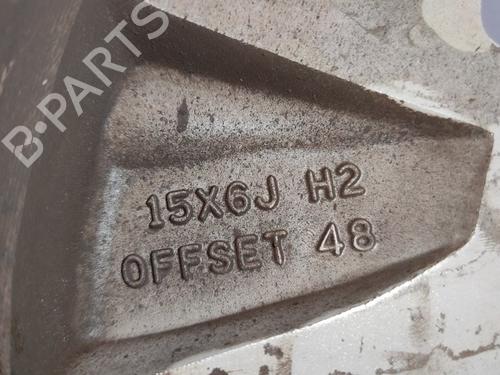 B-PARTS
15X6J H2
OFFSET 48